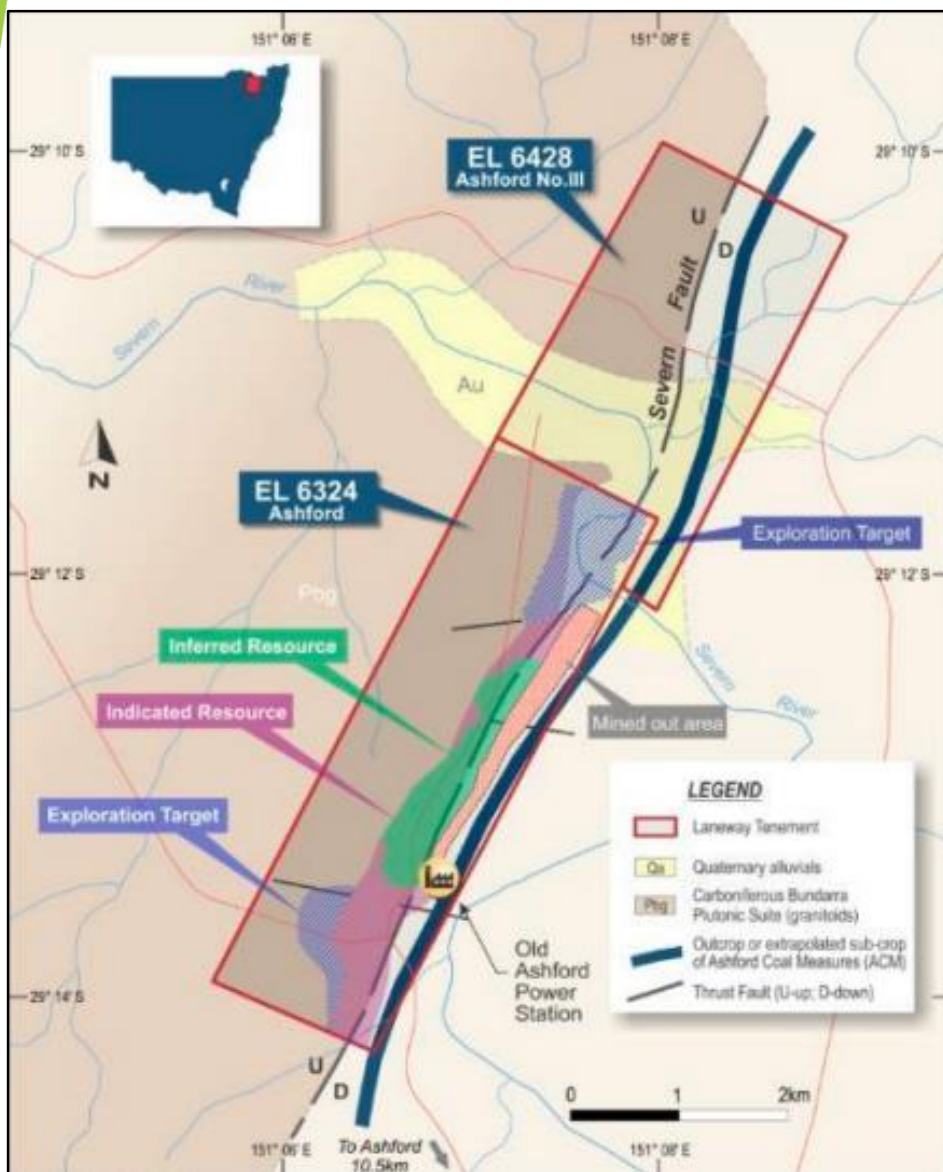 151° 06' E
151° 08' E
29° 10' S
29° 10' S
EL 6428
Ashford No.III
U
D
Severn Fault
Severn River
Au
N
EL 6324
Ashford
Exploration Target
29° 12' S
29° 12' S
Pbg
Inferred Resource
Severn River
Indicated Resource
Mined out area
Exploration Target
LEGEND
Laneway Tenement
Qa Quaternary alluvials
Pbg Carboniferous Bundarra
Plutonic Suite (granitoids)
Outcrop or extrapolated sub-crop
of Ashford Coal Measures (ACM)
Thrust Fault (U-up; D-down)
Old
Ashford
Power
Station
29° 14' S
U
D
0 1 2km
151° 06' E
151° 08' E
To Ashford
10.5km